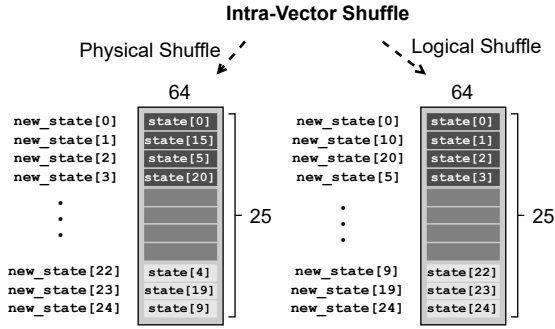 Intra-Vector Shuffle
Physical Shuffle
Logical Shuffle
64
64
new_state[0] state[0] new_state[0] state[0]
new_state[1] state[15] new_state[10] state[1]
new_state[2] state[5] new_state[20] state[2]
new_state[3] state[20] new_state[5] state[3]
25
25
new_state[22] state[4] new_state[9] state[22]
new_state[23] state[19] new_state[19] state[23]
new_state[24] state[9] new_state[24] state[24]